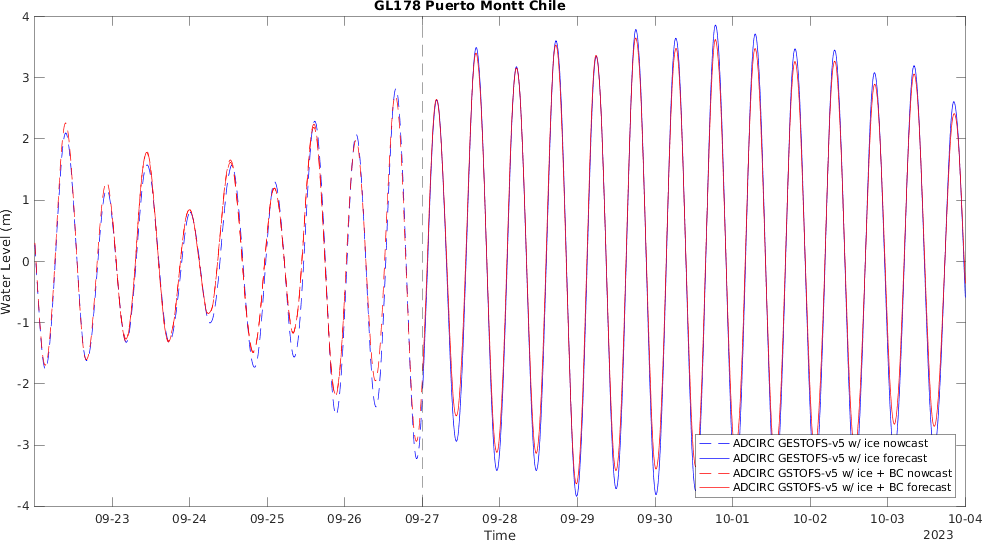 GL178 Puerto Montt Chile
4
3
2
1
0
-1
-2
-3
-4
Water Level (m)
ADCIRC GESTOFS-v5 w/ ice nowcast
ADCIRC GESTOFS-v5 w/ ice forecast
ADCIRC GSTOFS-v5 w/ ice + BC nowcast
ADCIRC GSTOFS-v5 w/ ice + BC forecast
09-23 09-24 09-25 09-26 09-27 09-28 09-29 09-30 10-01 10-02 10-03 10-04
Time 2023